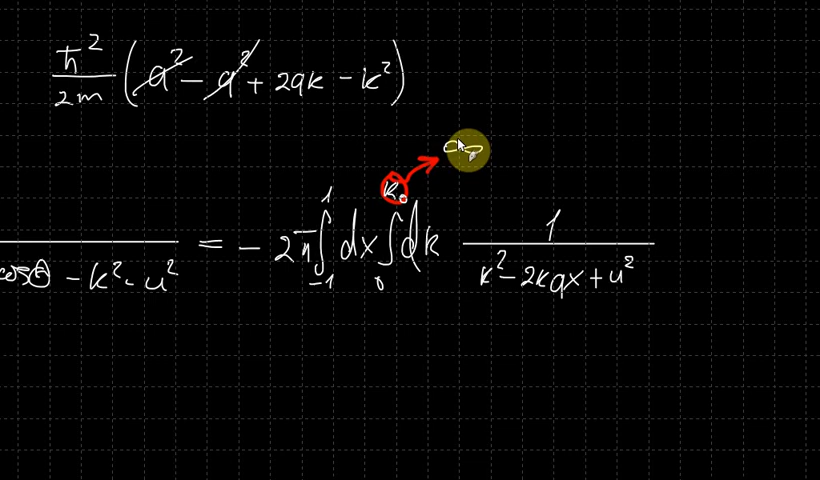 ħ²/2m (q² − q² + 2qk − k²)
∞
cosθ − k² − u² = − 2π ∫₋₁¹ dx ∫₀^k₀ dk 1/(k² − 2kqx + u²)